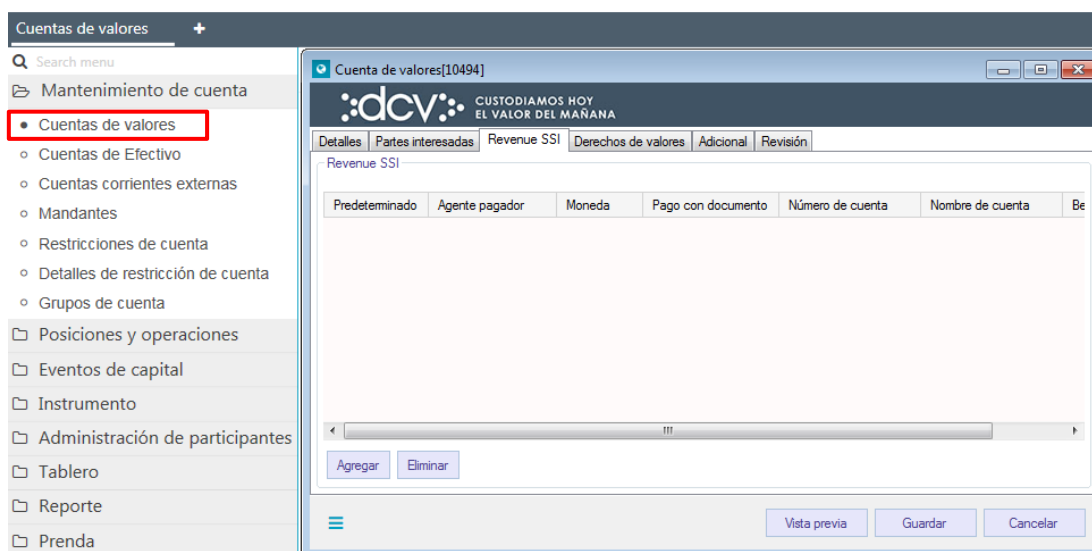 Cuentas de valores +
Search menu
Mantenimiento de cuenta
Cuentas de valores
Cuentas de Efectivo
Cuentas corrientes externas
Mandantes
Restricciones de cuenta
Detalles de restricción de cuenta
Grupos de cuenta
Posiciones y operaciones
Eventos de capital
Instrumento
Administración de participantes
Tablero
Reporte
Prenda
Cuenta de valores[10494]
dcv CUSTODIAMOS HOY
EL VALOR DEL MAÑANA
Detalles Partes interesadas Revenue SSI Derechos de valores Adicional Revisión
Revenue SSI
Predeterminado Agente pagador Moneda Pago con documento Número de cuenta Nombre de cuenta Be
Agregar Eliminar
Vista previa Guardar Cancelar